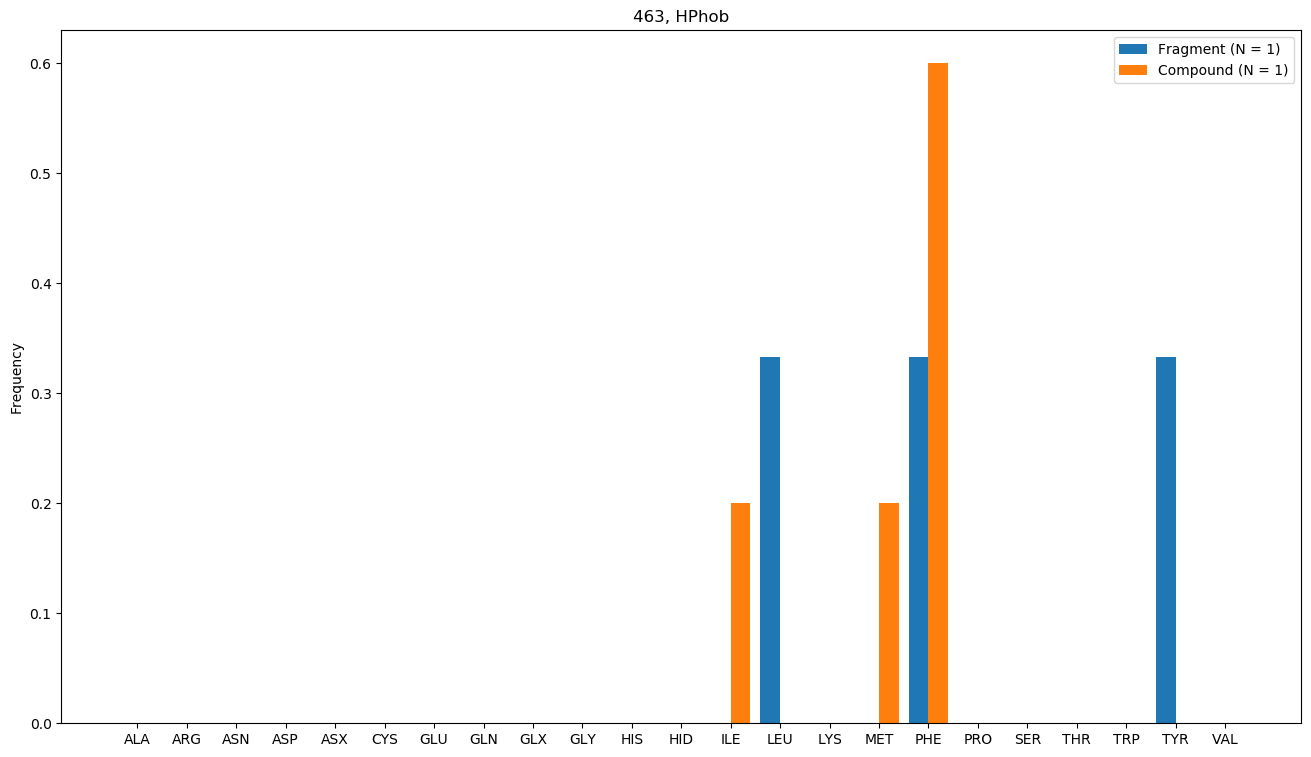 463, HPhob
Fragment (N = 1)
Compound (N = 1)
Frequency
0.6
0.5
0.4
0.3
0.2
0.1
0.0
ALA ARG ASN ASP ASX CYS GLU GLN GLX GLY HIS HID ILE LEU LYS MET PHE PRO SER THR TRP TYR VAL